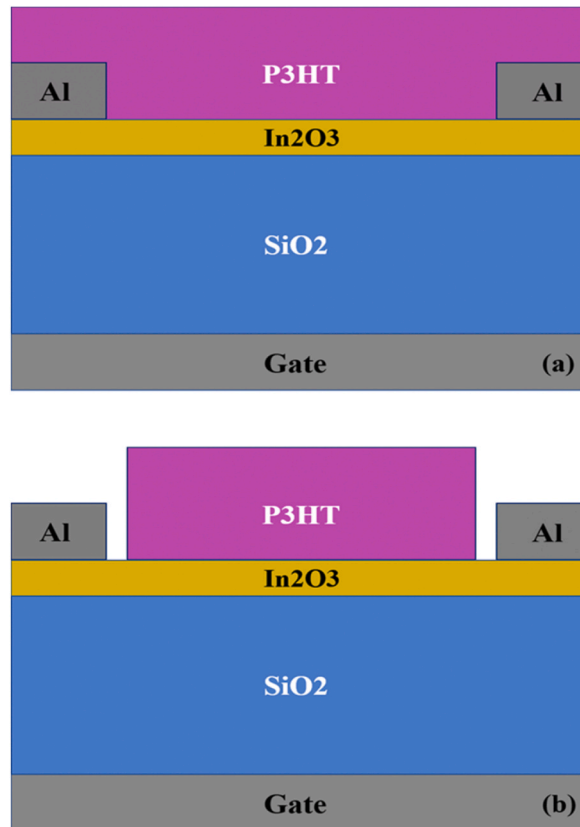 P3HT
Al Al
In2O3
SiO2
Gate (a)
P3HT
Al Al
In2O3
SiO2
Gate (b)